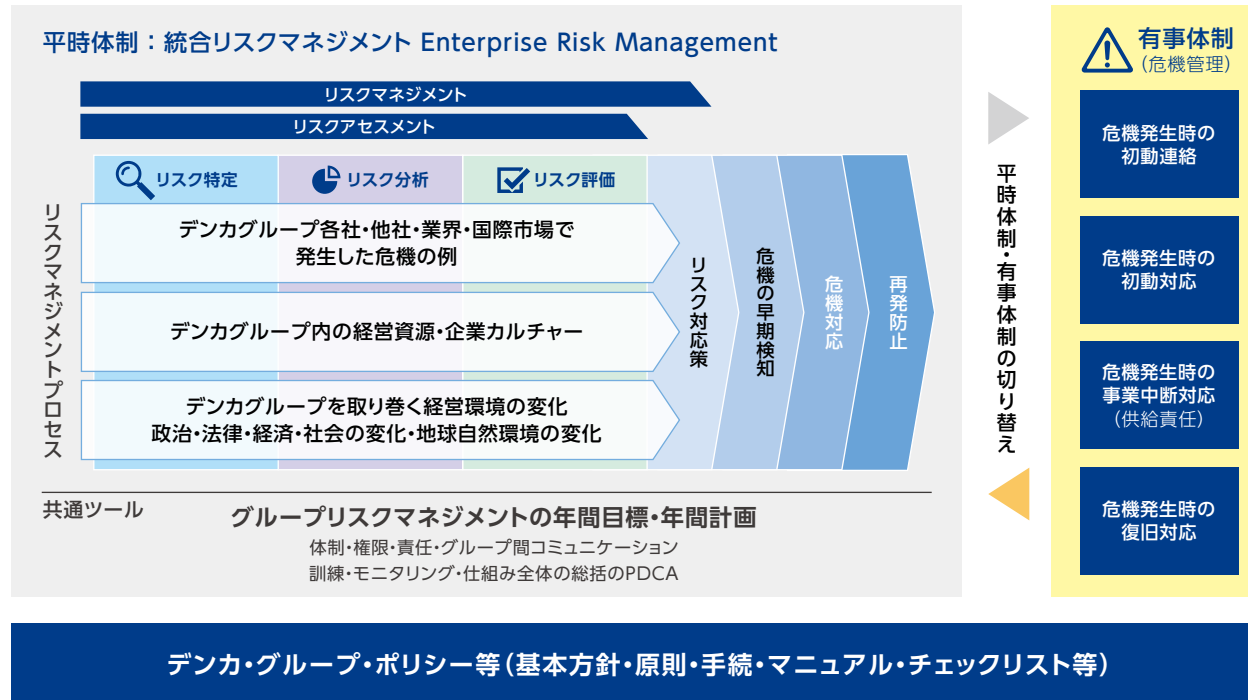 平時体制：統合リスクマネジメント Enterprise Risk Management
リスクマネジメント
リスクアセスメント
リスク特定
リスク分析
リスク評価
リスクマネジメントプロセス
デンカグループ各社・他社・業界・国際市場で
発生した危機の例
デンカグループ内の経営資源・企業カルチャー
デンカグループを取り巻く経営環境の変化
政治・法律・経済・社会の変化・地球自然環境の変化
リスク対応策
危機の早期検知
危機対応
再発防止
共通ツール
グループリスクマネジメントの年間目標・年間計画
体制・権限・責任・グループ間コミュニケーション
訓練・モニタリング・仕組み全体の総括のPDCA
平時体制・有事体制の切り替え
有事体制
（危機管理）
危機発生時の
初動連絡
危機発生時の
初動対応
危機発生時の
事業中断対応
（供給責任）
危機発生時の
復旧対応
デンカ・グループ・ポリシー等（基本方針・原則・手続・マニュアル・チェックリスト等）